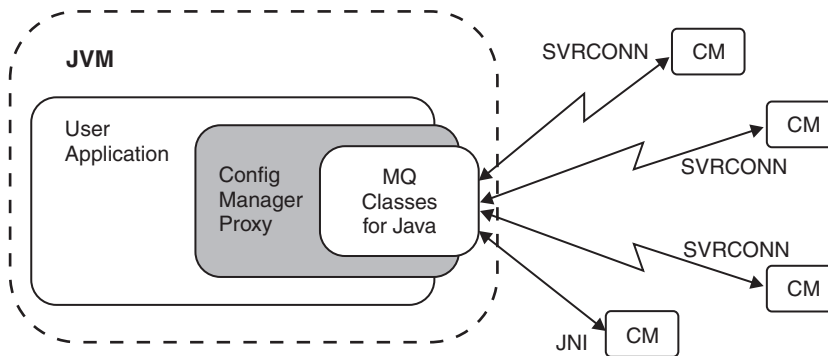 JVM
User
Application
Config
Manager
Proxy
MQ
Classes
for Java
SVRCONN
CM
CM
SVRCONN
SVRCONN
CM
JNI
CM